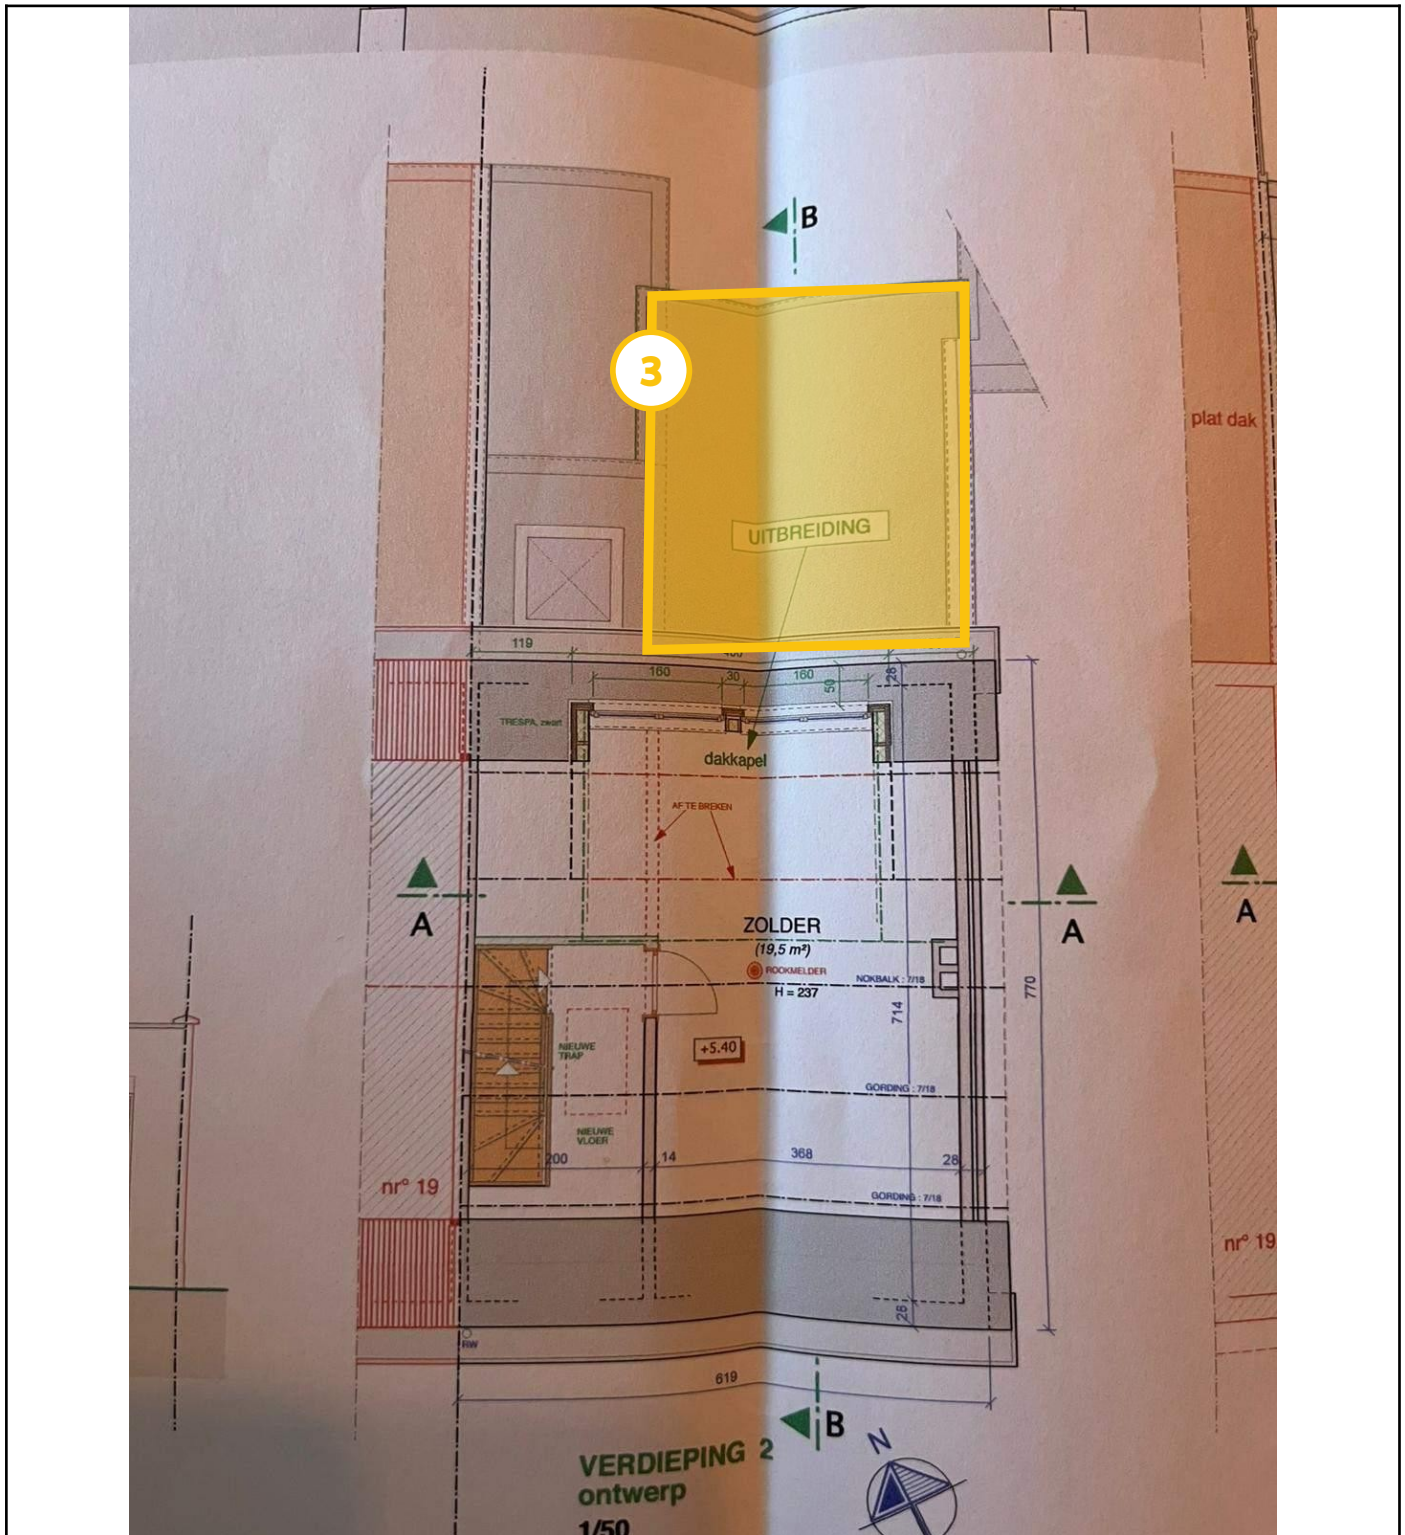 B
3
plat dak
UITBREIDING
119
160
30
160
50
28
TRESPA, zwart
dakkapel
AF TE BREKEN
A
A
A
ZOLDER
(19,5 m²)
ROOKMELDER
NOKBALK : 7/18
H = 237
714
770
NIEUWE
TRAP
+5.40
GORDING : 7/18
NIEUWE
VLOER
200
14
368
28
nr° 19
GORDING : 7/18
nr° 19
28
RW
619
B
N
VERDIEPING 2
ontwerp
1/50